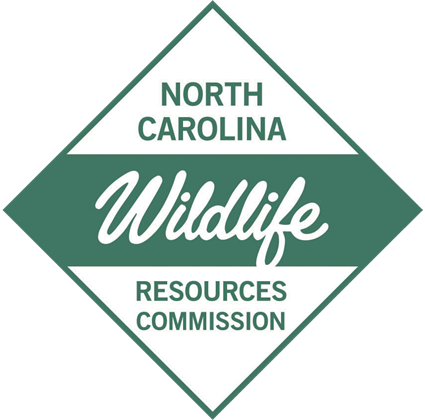 NORTH
CAROLINA
Wildlife
RESOURCES
COMMISSION